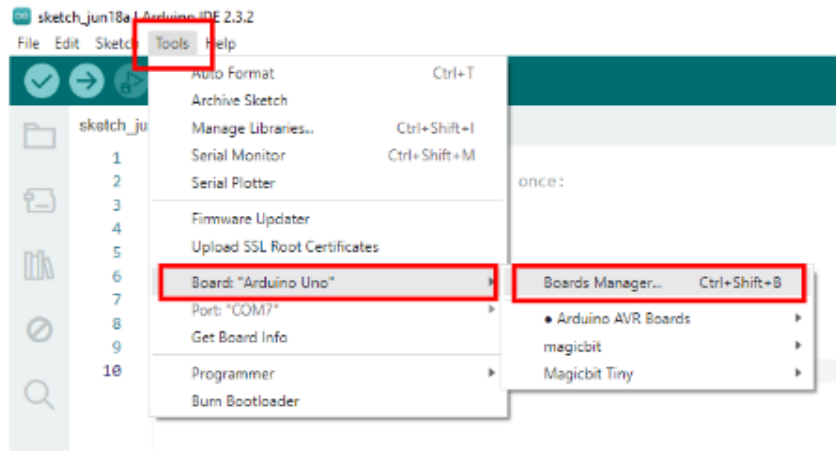 sketch_jun18a | Arduino IDE 2.3.2
File Edit Sketch Tools Help
Auto Format Ctrl+T
Archive Sketch
sketch_ju
Manage Libraries... Ctrl+Shift+I
1
Serial Monitor Ctrl+Shift+M
2
Serial Plotter
once:
3
4
Firmware Updater
5
Upload SSL Root Certificates
6
Board: "Arduino Uno"
Boards Manager... Ctrl+Shift+B
7
Port: "COM7"
8
Get Board Info
• Arduino AVR Boards
9
magicbit
10
Programmer
Magicbit Tiny
Burn Bootloader